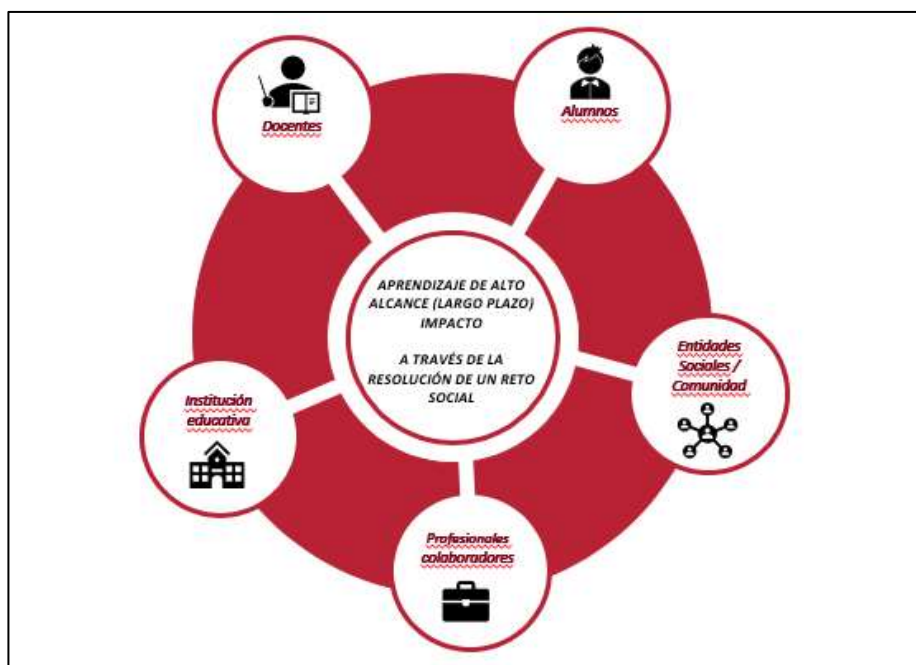 Docentes
Alumnos
APRENDIZAJE DE ALTO
ALCANCE (LARGO PLAZO)
IMPACTO
A TRAVÉS DE LA
RESOLUCIÓN DE UN RETO
SOCIAL
Entidades
Sociales /
Comunidad
Institución
educativa
Profesionales
colaboradores